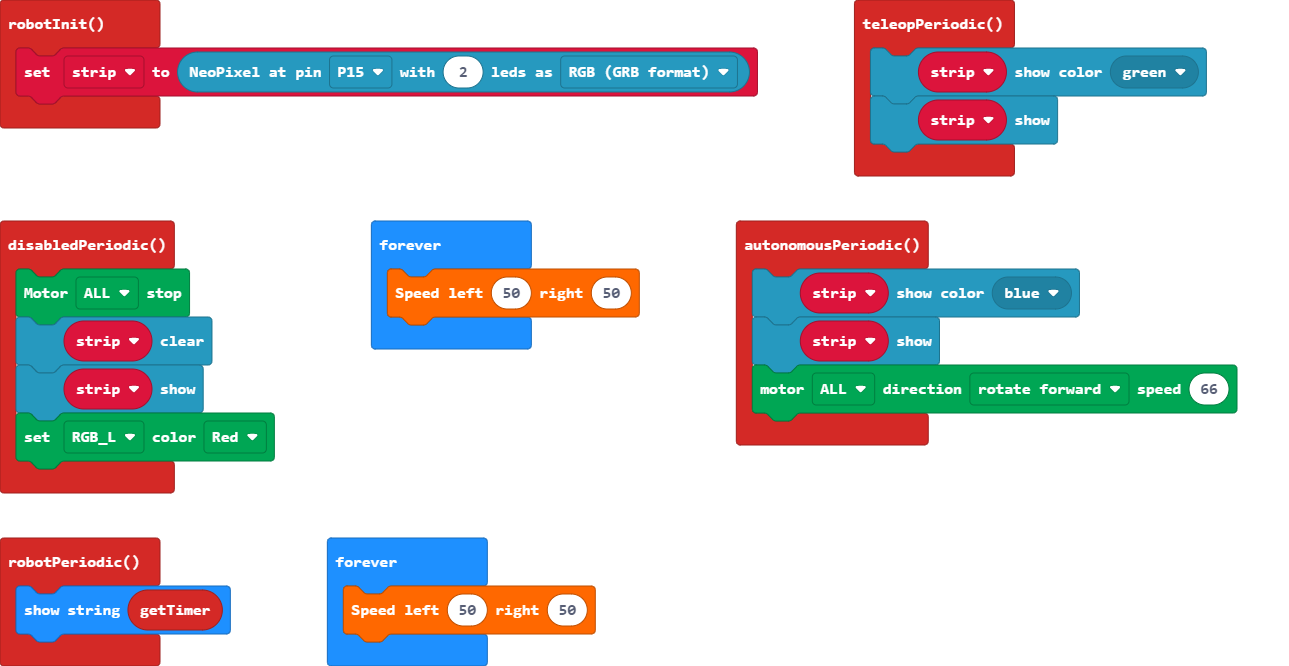 robotInit()
set strip to NeoPixel at pin P15 with 2 leds as RGB (GRB format)
teleopPeriodic()
strip show color green
strip show
disabledPeriodic()
Motor ALL stop
strip clear
strip show
set RGB_L color Red
forever
Speed left 50 right 50
autonomousPeriodic()
strip show color blue
strip show
motor ALL direction rotate forward speed 66
robotPeriodic()
show string getTimer
forever
Speed left 50 right 50